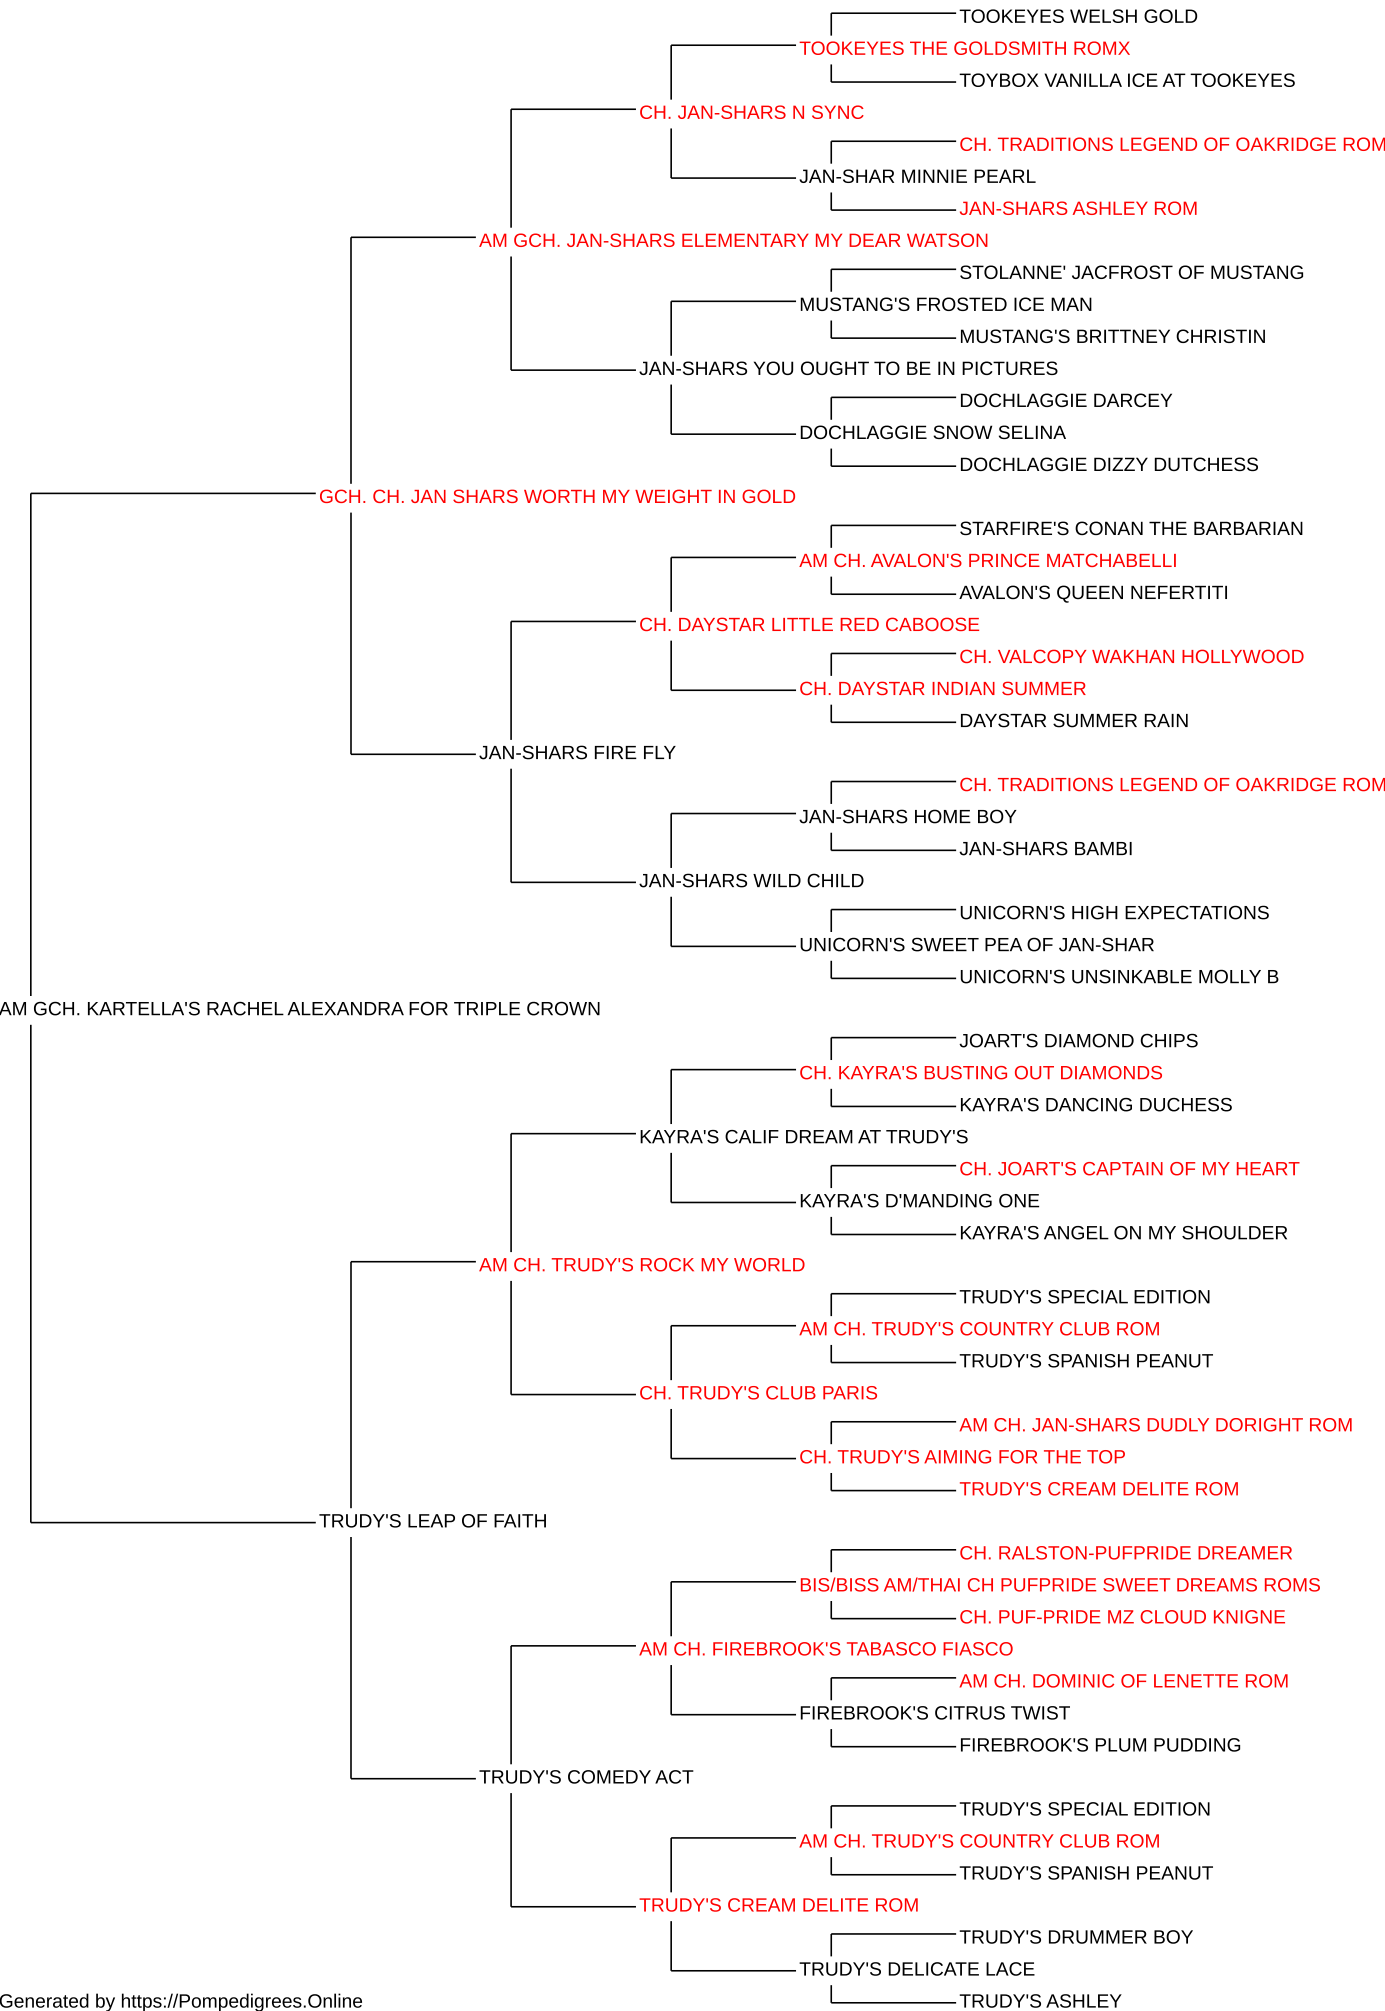 TOOKEYES WELSH GOLD
TOOKEYES THE GOLDSMITH ROMX
TOYBOX VANILLA ICE AT TOOKEYES
CH. JAN-SHARS N SYNC
CH. TRADITIONS LEGEND OF OAKRIDGE ROM
JAN-SHAR MINNIE PEARL
JAN-SHARS ASHLEY ROM
AM GCH. JAN-SHARS ELEMENTARY MY DEAR WATSON
STOLANNE' JACFROST OF MUSTANG
MUSTANG'S FROSTED ICE MAN
MUSTANG'S BRITTNEY CHRISTIN
JAN-SHARS YOU OUGHT TO BE IN PICTURES
DOCHLAGGIE DARCEY
DOCHLAGGIE SNOW SELINA
DOCHLAGGIE DIZZY DUTCHESS
GCH. CH. JAN SHARS WORTH MY WEIGHT IN GOLD
STARFIRE'S CONAN THE BARBARIAN
AM CH. AVALON'S PRINCE MATCHABELLI
AVALON'S QUEEN NEFERTITI
CH. DAYSTAR LITTLE RED CABOOSE
CH. VALCOPY WAKHAN HOLLYWOOD
CH. DAYSTAR INDIAN SUMMER
DAYSTAR SUMMER RAIN
JAN-SHARS FIRE FLY
CH. TRADITIONS LEGEND OF OAKRIDGE ROM
JAN-SHARS HOME BOY
JAN-SHARS BAMBI
JAN-SHARS WILD CHILD
UNICORN'S HIGH EXPECTATIONS
UNICORN'S SWEET PEA OF JAN-SHAR
UNICORN'S UNSINKABLE MOLLY B
AM GCH. KARTELLA'S RACHEL ALEXANDRA FOR TRIPLE CROWN
JOART'S DIAMOND CHIPS
CH. KAYRA'S BUSTING OUT DIAMONDS
KAYRA'S DANCING DUCHESS
KAYRA'S CALIF DREAM AT TRUDY'S
CH. JOART'S CAPTAIN OF MY HEART
KAYRA'S D'MANDING ONE
KAYRA'S ANGEL ON MY SHOULDER
AM CH. TRUDY'S ROCK MY WORLD
TRUDY'S SPECIAL EDITION
AM CH. TRUDY'S COUNTRY CLUB ROM
TRUDY'S SPANISH PEANUT
CH. TRUDY'S CLUB PARIS
AM CH. JAN-SHARS DUDLY DORIGHT ROM
CH. TRUDY'S AIMING FOR THE TOP
TRUDY'S CREAM DELITE ROM
TRUDY'S LEAP OF FAITH
CH. RALSTON-PUFPRIDE DREAMER
BIS/BISS AM/THAI CH PUFPRIDE SWEET DREAMS ROMS
CH. PUF-PRIDE MZ CLOUD KNIGNE
AM CH. FIREBROOK'S TABASCO FIASCO
AM CH. DOMINIC OF LENETTE ROM
FIREBROOK'S CITRUS TWIST
FIREBROOK'S PLUM PUDDING
TRUDY'S COMEDY ACT
TRUDY'S SPECIAL EDITION
AM CH. TRUDY'S COUNTRY CLUB ROM
TRUDY'S SPANISH PEANUT
TRUDY'S CREAM DELITE ROM
TRUDY'S DRUMMER BOY
TRUDY'S DELICATE LACE
TRUDY'S ASHLEY
Generated by https://Pompedigrees.Online